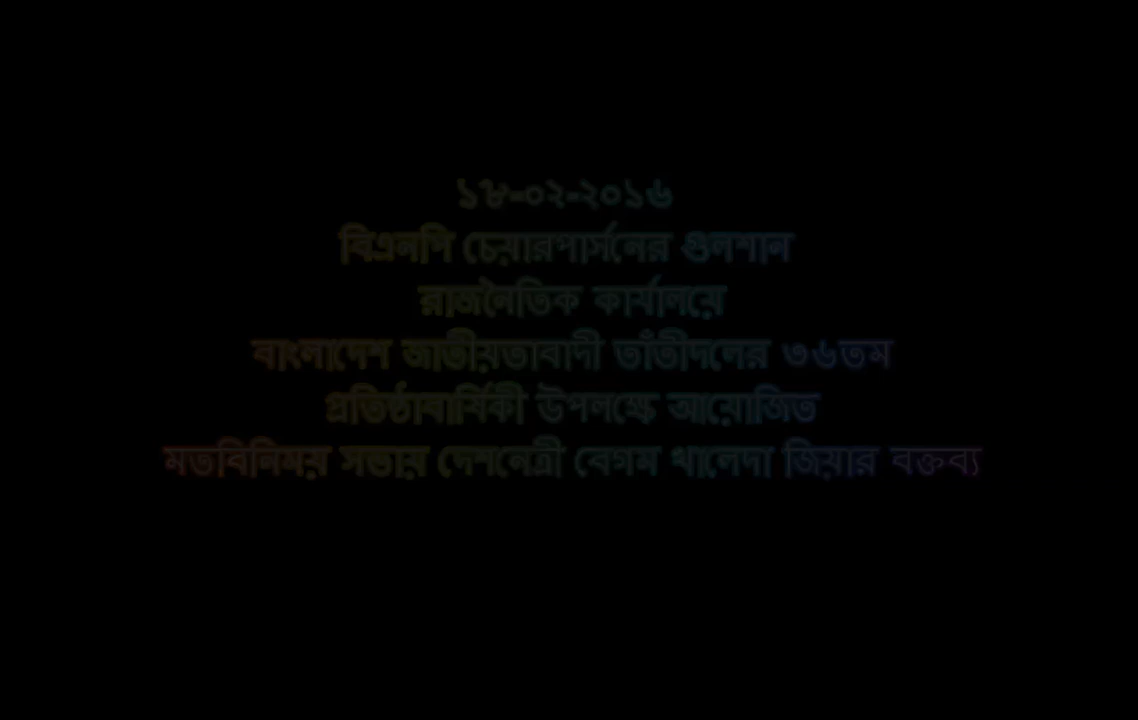 ১৮-০২-২০১৬
বিএনপি চেয়ারপার্সনের গুলশান
রাজনৈতিক কার্যালয়ে
বাংলাদেশ জাতীয়তাবাদী তাঁতীদলের ৩৬তম
প্রতিষ্ঠাবার্ষিকী উপলক্ষে আয়োজিত
মতবিনিময় সভায় দেশনেত্রী বেগম খালেদা জিয়ার বক্তব্য